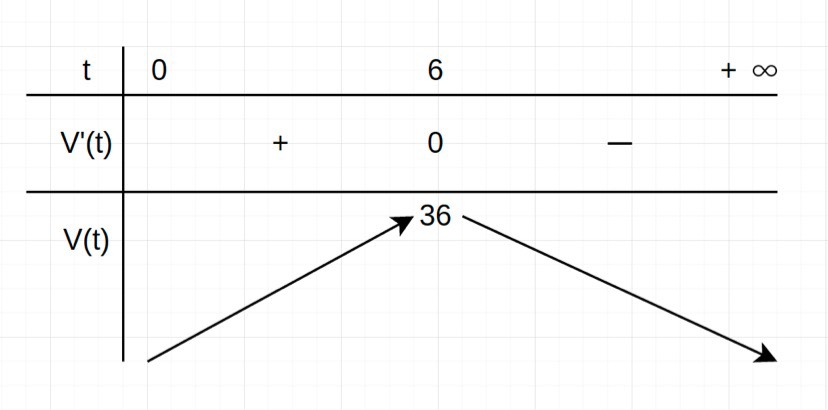 t 0 6 + ∞
V'(t) + 0 —
36
V(t)